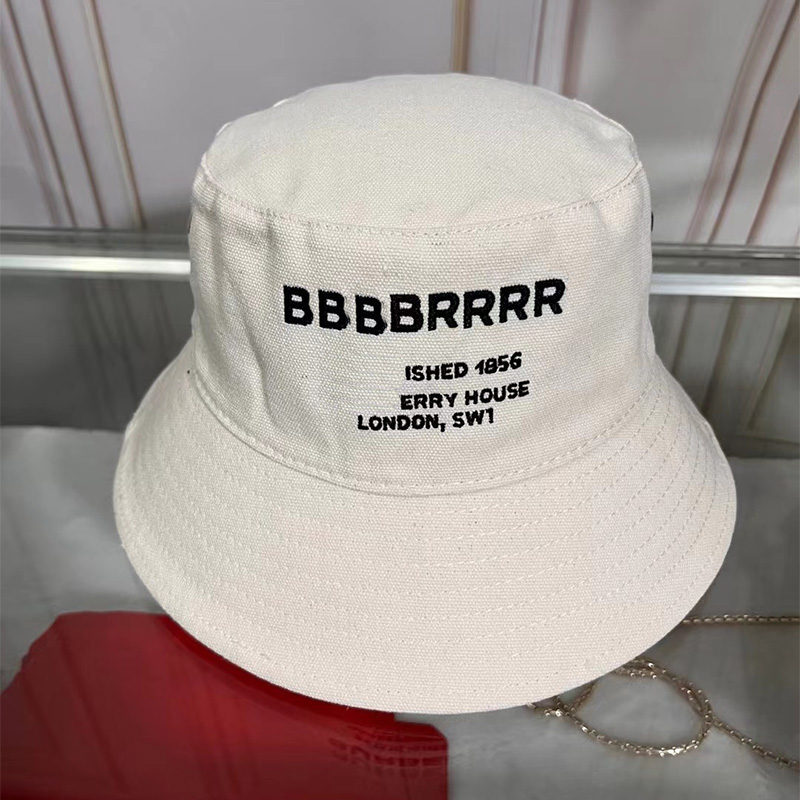 BBBBRRRR
ISHED 1856
ERRY HOUSE
LONDON, SW1